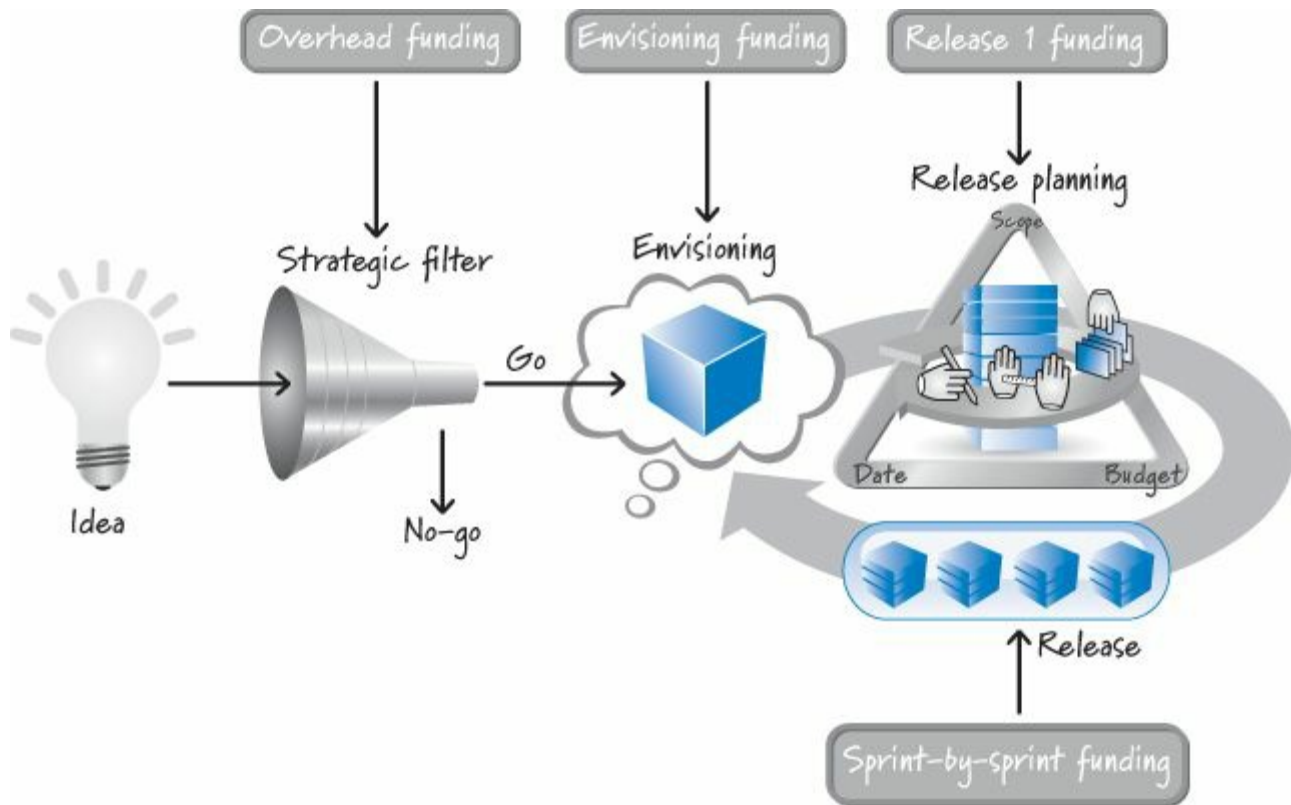 Overhead funding
Envisioning funding
Release 1 funding
Release planning
Scope
Strategic filter
Envisioning
Go
Date
Budget
Idea
No-go
Release
Sprint-by-sprint funding